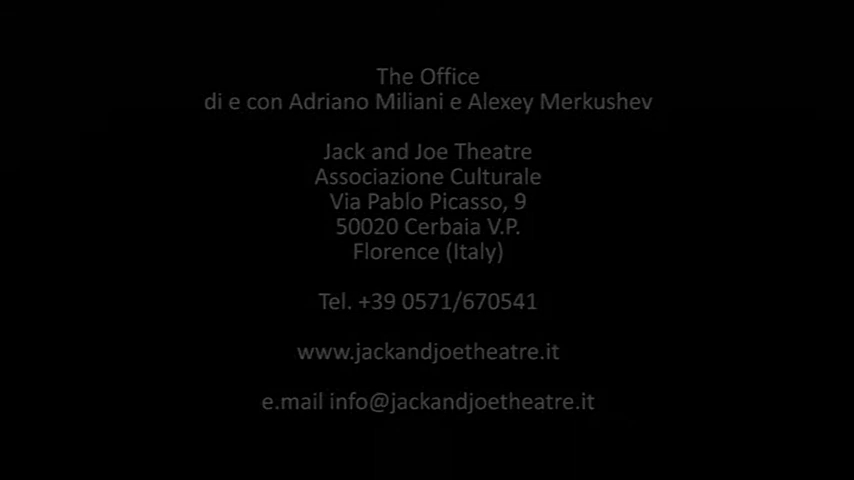 The Office
di e con Adriano Miliani e Alexey Merkushev
Jack and Joe Theatre
Associazione Culturale
Via Pablo Picasso, 9
50020 Cerbaia V.P.
Florence (Italy)
Tel. +39 0571/670541
www.jackandjoetheatre.it
e.mail info@jackandjoetheatre.it